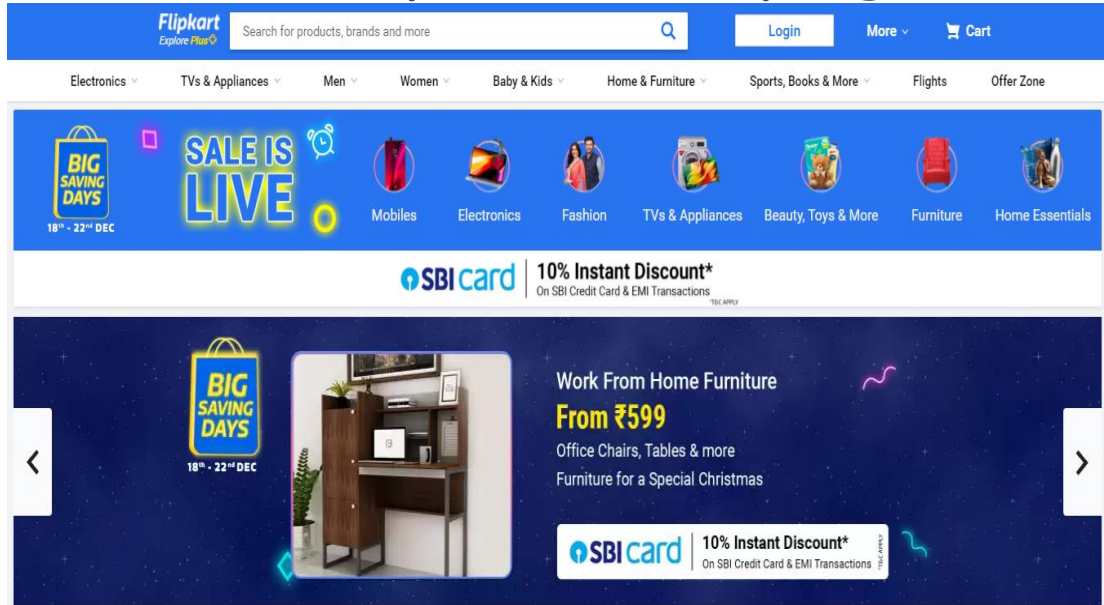 Flipkart
Explore Plus
Search for products, brands and more
Login
More
Cart
Electronics
TVs & Appliances
Men
Women
Baby & Kids
Home & Furniture
Sports, Books & More
Flights
Offer Zone
BIG
SAVING
DAYS
18th - 22nd DEC
SALE IS
LIVE
Mobiles
Electronics
Fashion
TVs & Appliances
Beauty, Toys & More
Furniture
Home Essentials
SBI card
10% Instant Discount*
On SBI Credit Card & EMI Transactions
*T&C APPLY
BIG
SAVING
DAYS
18th - 22nd DEC
Work From Home Furniture
From ₹599
Office Chairs, Tables & more
Furniture for a Special Christmas
SBI card
10% Instant Discount*
On SBI Credit Card & EMI Transactions
*T&C APPLY